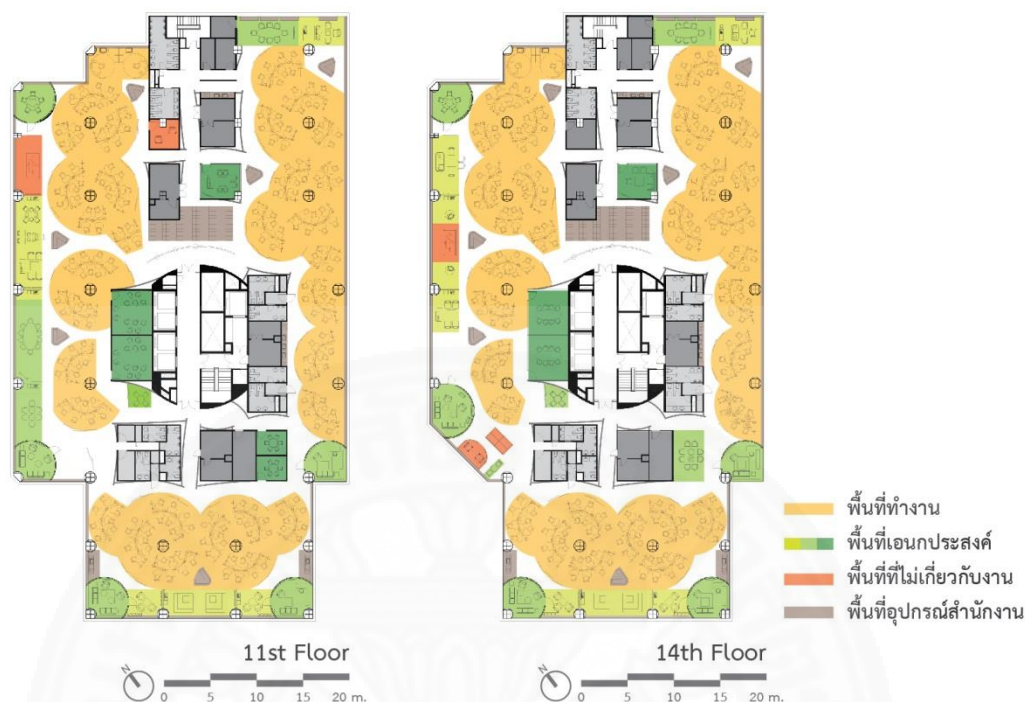 พื้นที่ทำงาน
พื้นที่เอนกประสงค์
พื้นที่ที่ไม่เกี่ยวกับงาน
พื้นที่อุปกรณ์สำนักงาน
11st Floor
N
0 5 10 15 20 m.
14th Floor
N
0 5 10 15 20 m.